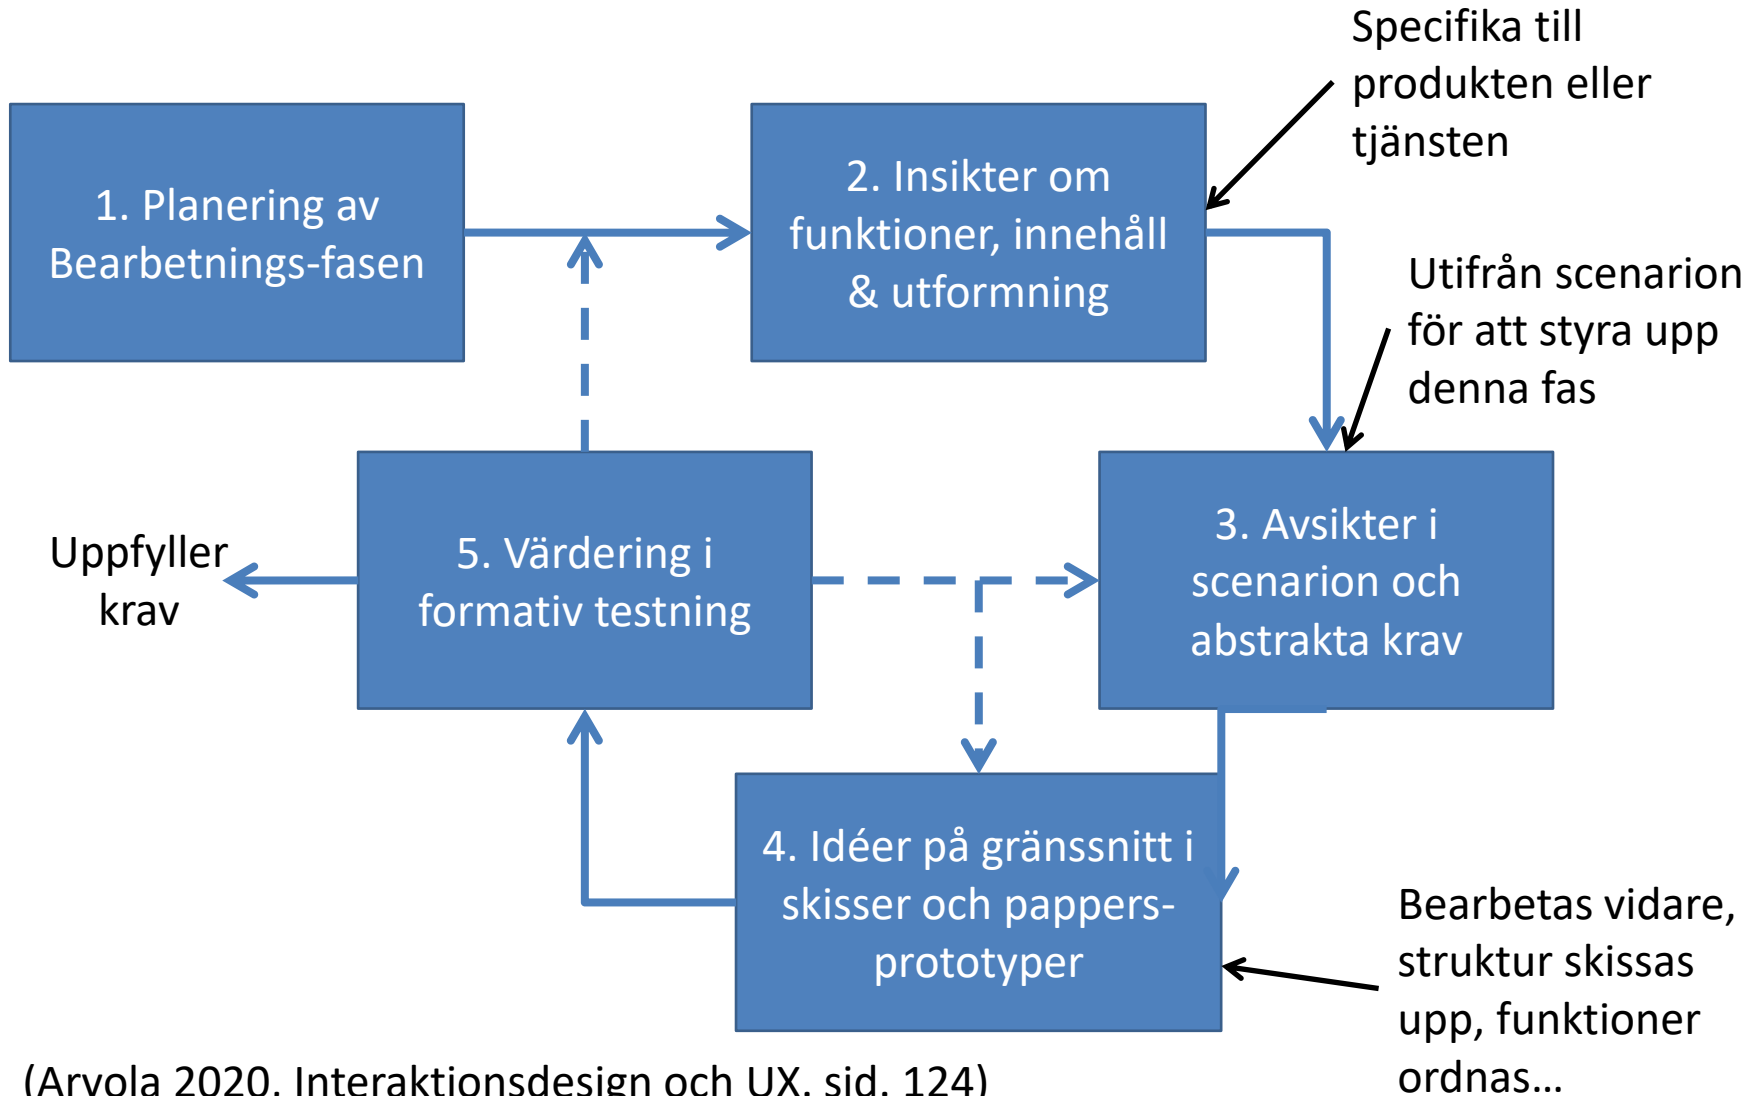 Specifika till
produkten eller
tjänsten
1. Planering av
Bearbetnings-fasen
2. Insikter om
funktioner, innehåll
& utformning
Utifrån scenarion
för att styra upp
denna fas
Uppfyller
krav
5. Värdering i
formativ testning
3. Avsikter i
scenarion och
abstrakta krav
4. Idéer på gränssnitt i
skisser och pappers-
prototyper
Bearbetas vidare,
struktur skissas
upp, funktioner
ordnas...
(Arvola 2020. Interaktionsdesign och UX. sid. 124)